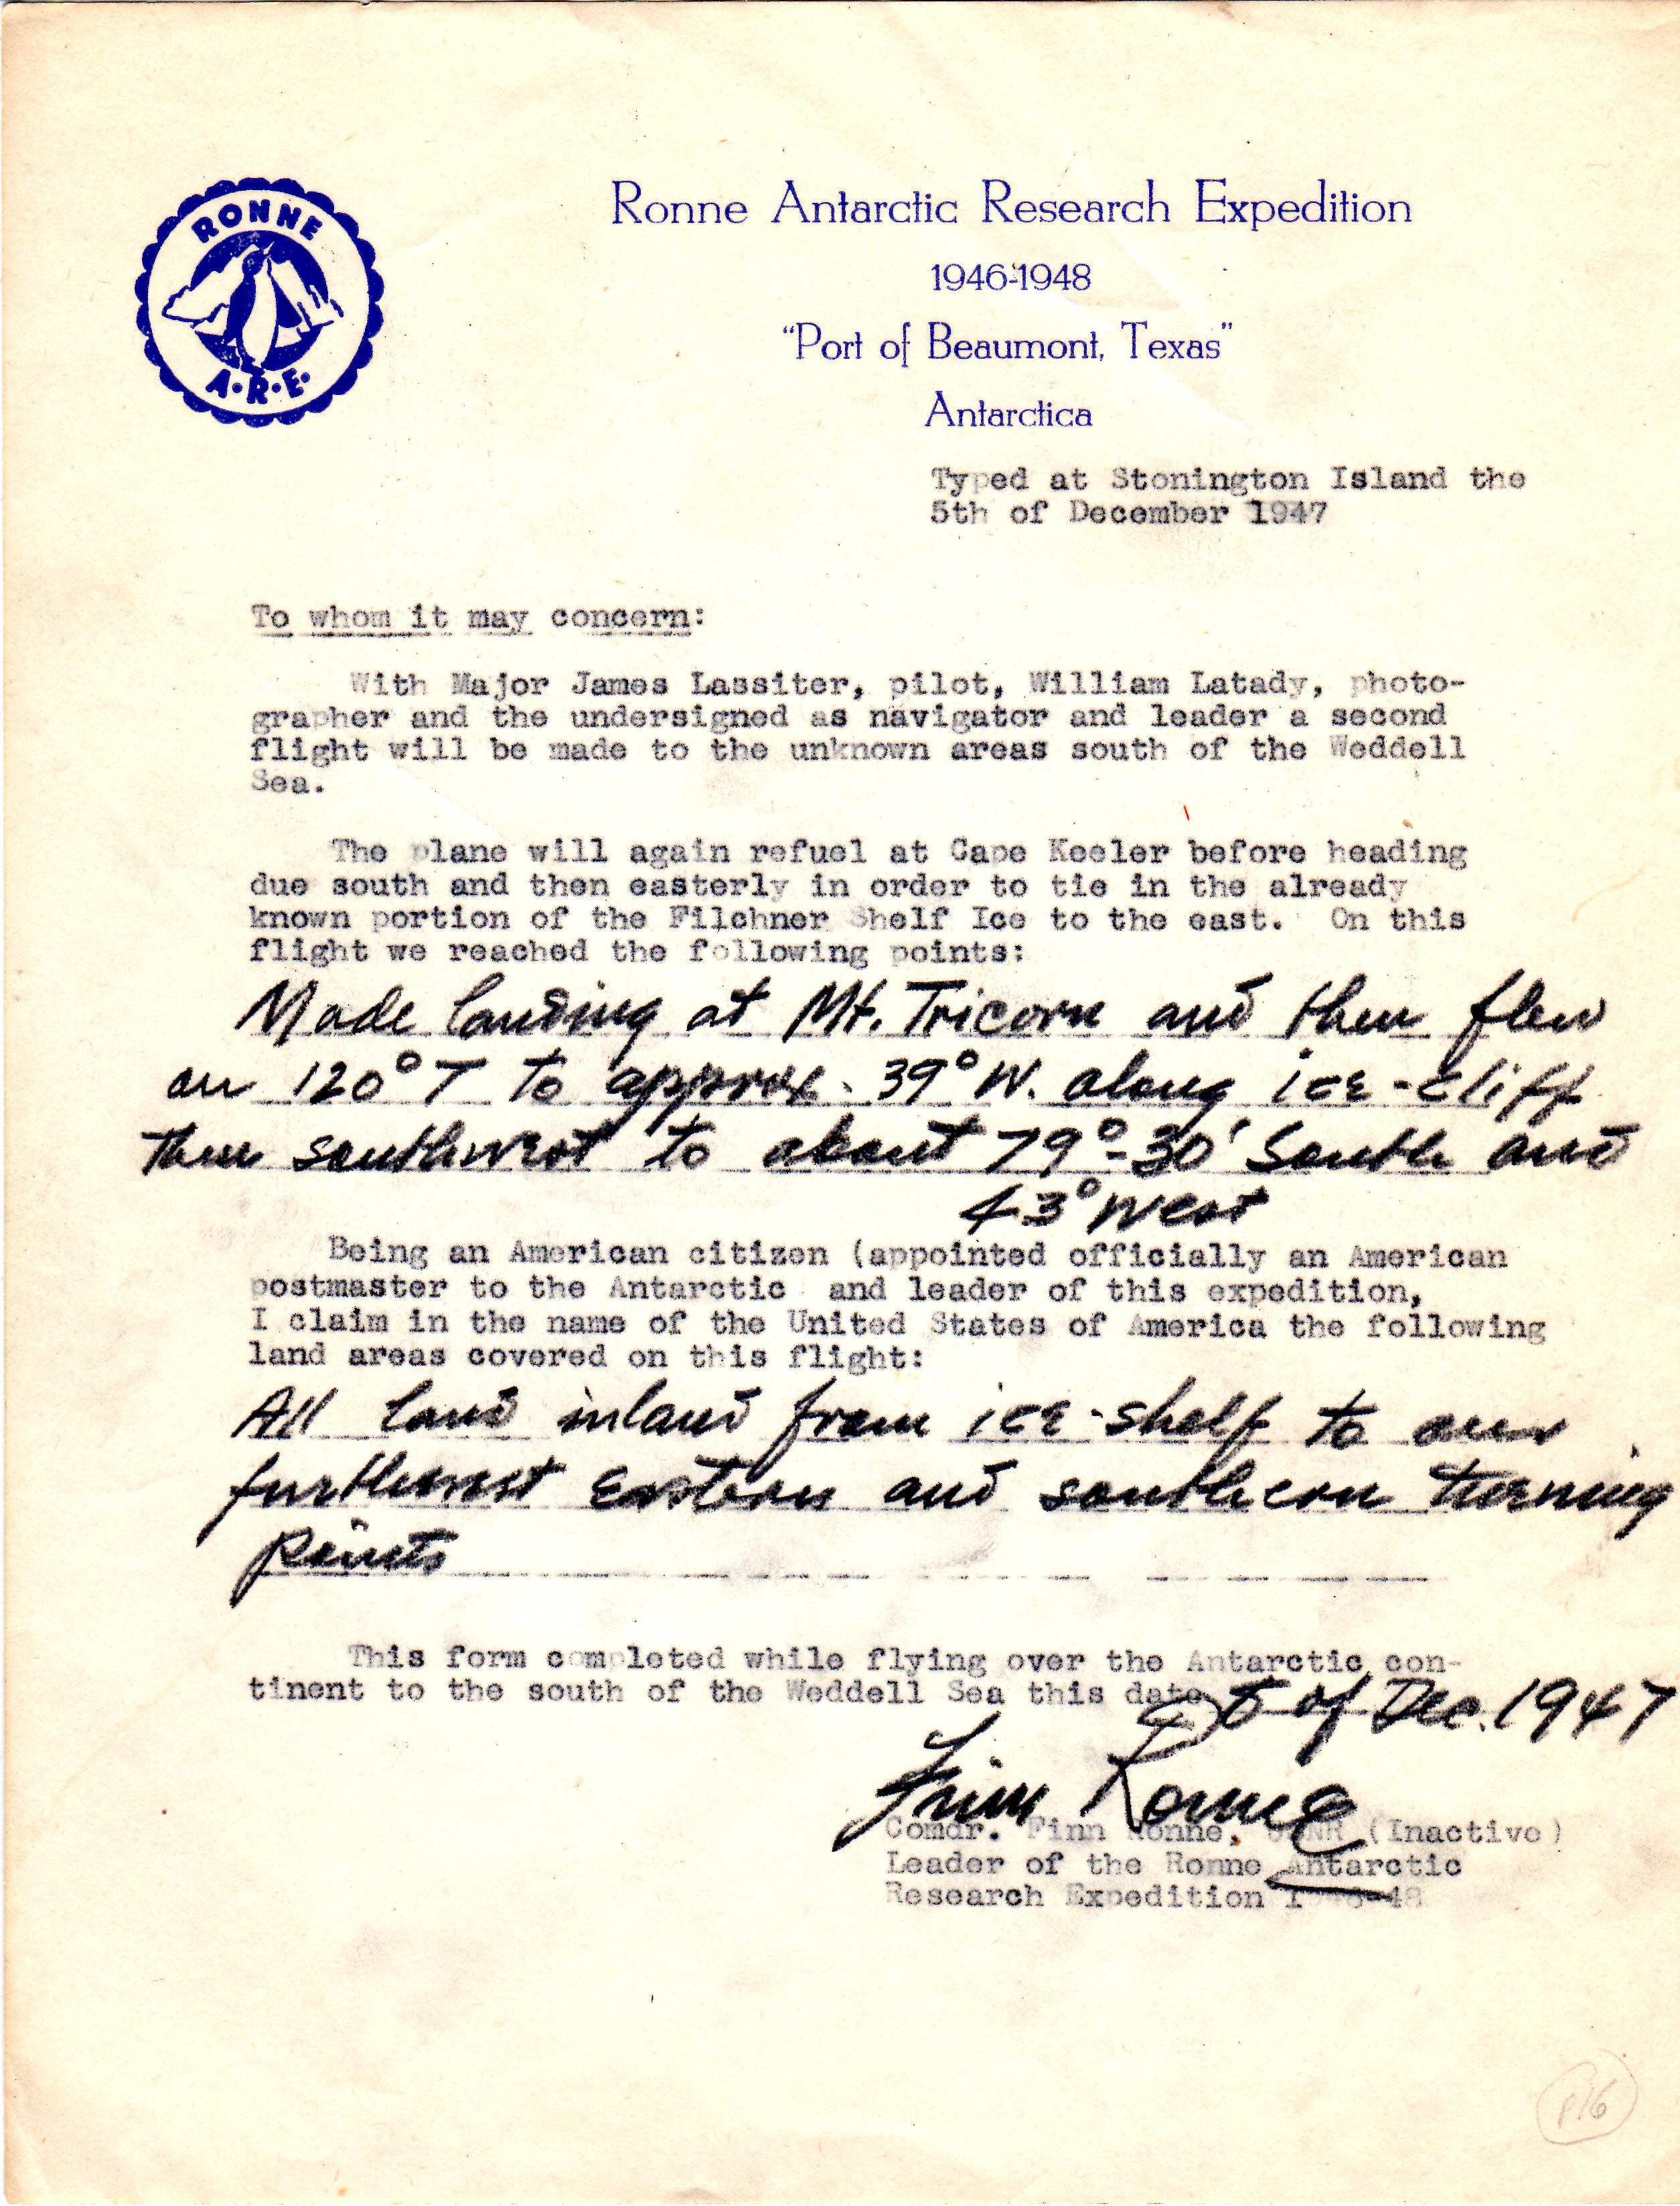 RONNE
A·R·E·
Ronne Antarctic Research Expedition
1946-1948
"Port of Beaumont, Texas"
Antarctica
Typed at Stonington Island the
5th of December 1947
To whom it may concern:
With Major James Lassiter, pilot, William Latady, photo-
grapher and the undersigned as navigator and leader a second
flight will be made to the unknown areas south of the Weddell
Sea.
The plane will again refuel at Cape Keeler before heading
due south and then easterly in order to tie in the already
known portion of the Filchner Shelf Ice to the east. On this
flight we reached the following points:
Made landing at Mt. Tricorn and then flew
on 120° T to approx. 39° W. along ice-cliff
then southwest to about 79°-30' South and
43° West
Being an American citizen (appointed officially an American
postmaster to the Antarctic and leader of this expedition,
I claim in the name of the United States of America the following
land areas covered on this flight:
All land inland from ice-shelf to our
furthermost eastern and southern turning
points
This form completed while flying over the Antarctic con-
tinent to the south of the Weddell Sea this date of Dec. 1947
Finn Ronne
Comdr. Finn Ronne, USNR (Inactive)
Leader of the Ronne Antarctic
Research Expedition 1946-48
P16